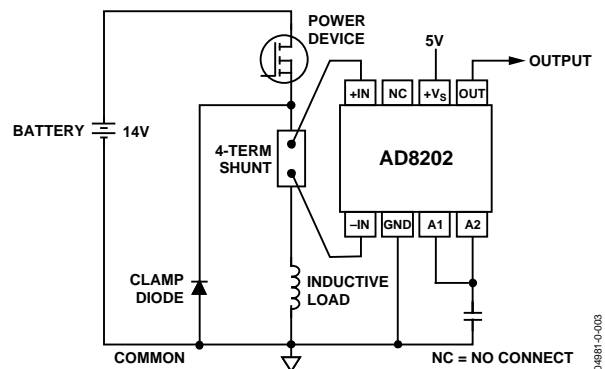 POWER
DEVICE
5V
OUTPUT
+IN NC +VS OUT
BATTERY 14V
4-TERM
SHUNT
AD8202
–IN GND A1 A2
CLAMP
DIODE
INDUCTIVE
LOAD
COMMON
NC = NO CONNECT
04981-0-003